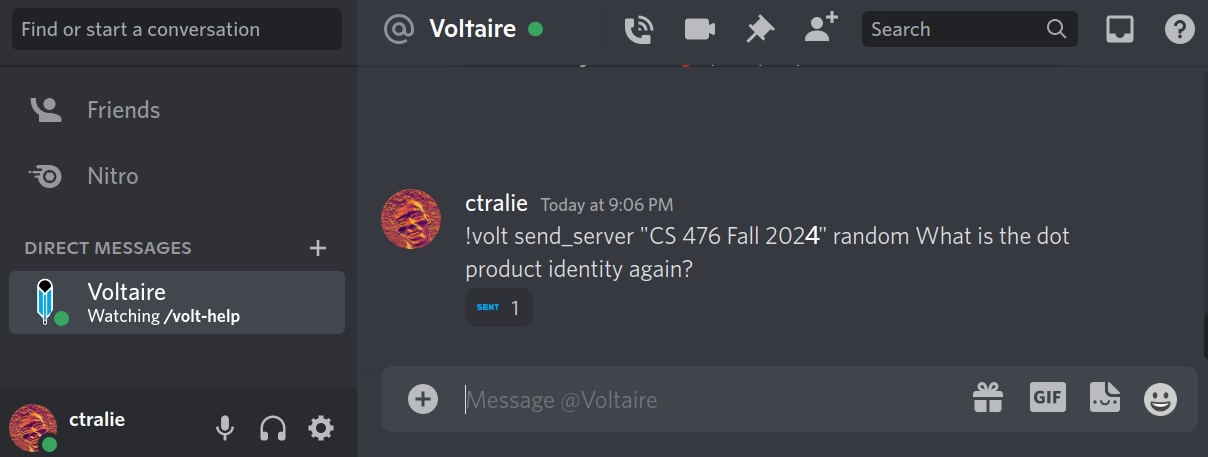 Find or start a conversation
Voltaire
Search
Friends
Nitro
DIRECT MESSAGES
Voltaire
Watching /volt-help
ctralie
ctralie Today at 9:06 PM
!volt send_server "CS 476 Fall 2024" random What is the dot
product identity again?
SENT 1
Message @Voltaire
GIF